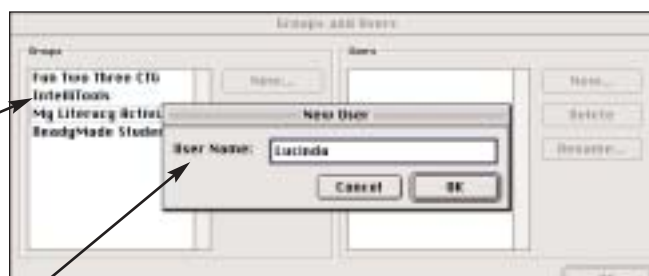 Groups and Users
Groups
Users
Fun Two Three CTG
IntelliTools
My Literacy Activi
ReadyMade Studen
New...
New...
Delete
Rename...
New User
User Name: Lucinda
Cancel OK